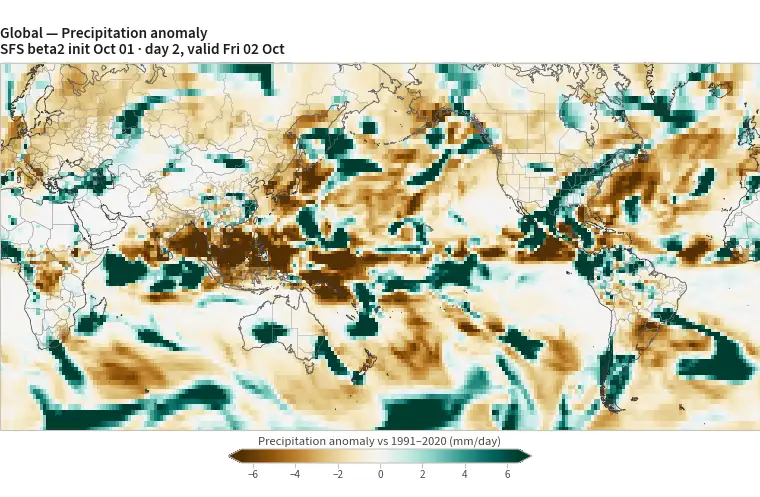 Global — Precipitation anomaly
SFS beta2 init Oct 01 · day 2, valid Fri 02 Oct
Precipitation anomaly vs 1991–2020 (mm/day)
−6 −4 −2 0 2 4 6